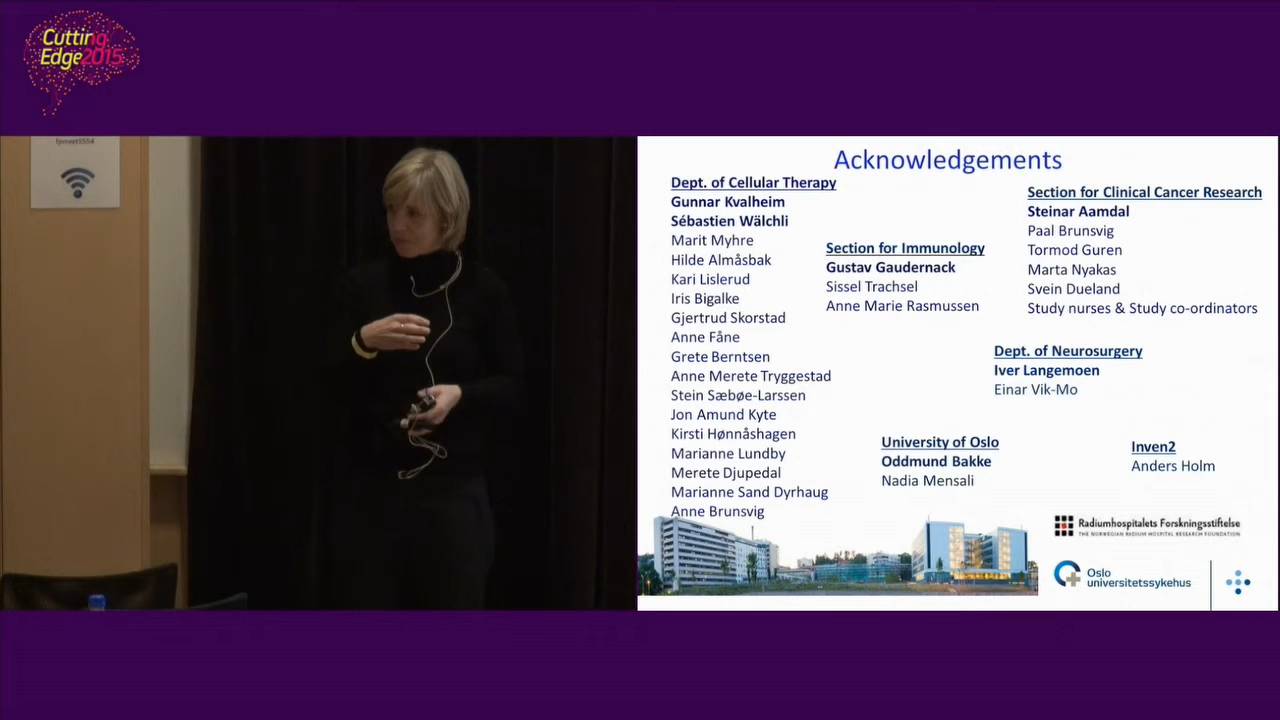 Cutting
Edge2015
Acknowledgements
Dept. of Cellular Therapy
Gunnar Kvalheim
Sébastien Wälchli
Marit Myhre
Hilde Almåsbak
Kari Lislerud
Iris Bigalke
Gjertrud Skorstad
Anne Fåne
Grete Berntsen
Anne Merete Tryggestad
Stein Sæbøe-Larssen
Jon Amund Kyte
Kirsti Hønnåshagen
Marianne Lundby
Merete Djupedal
Marianne Sand Dyrhaug
Anne Brunsvig
Section for Immunology
Gustav Gaudernack
Sissel Trachsel
Anne Marie Rasmussen
Section for Clinical Cancer Research
Steinar Aamdal
Paal Brunsvig
Tormod Guren
Marta Nyakas
Svein Dueland
Study nurses & Study co-ordinators
Dept. of Neurosurgery
Iver Langemoen
Einar Vik-Mo
University of Oslo
Oddmund Bakke
Nadia Mensali
Inven2
Anders Holm
Radiumhospitalets Forskningsstiftelse
THE NORWEGIAN RADIUM HOSPITAL RESEARCH FOUNDATION
Oslo
universitetssykehus